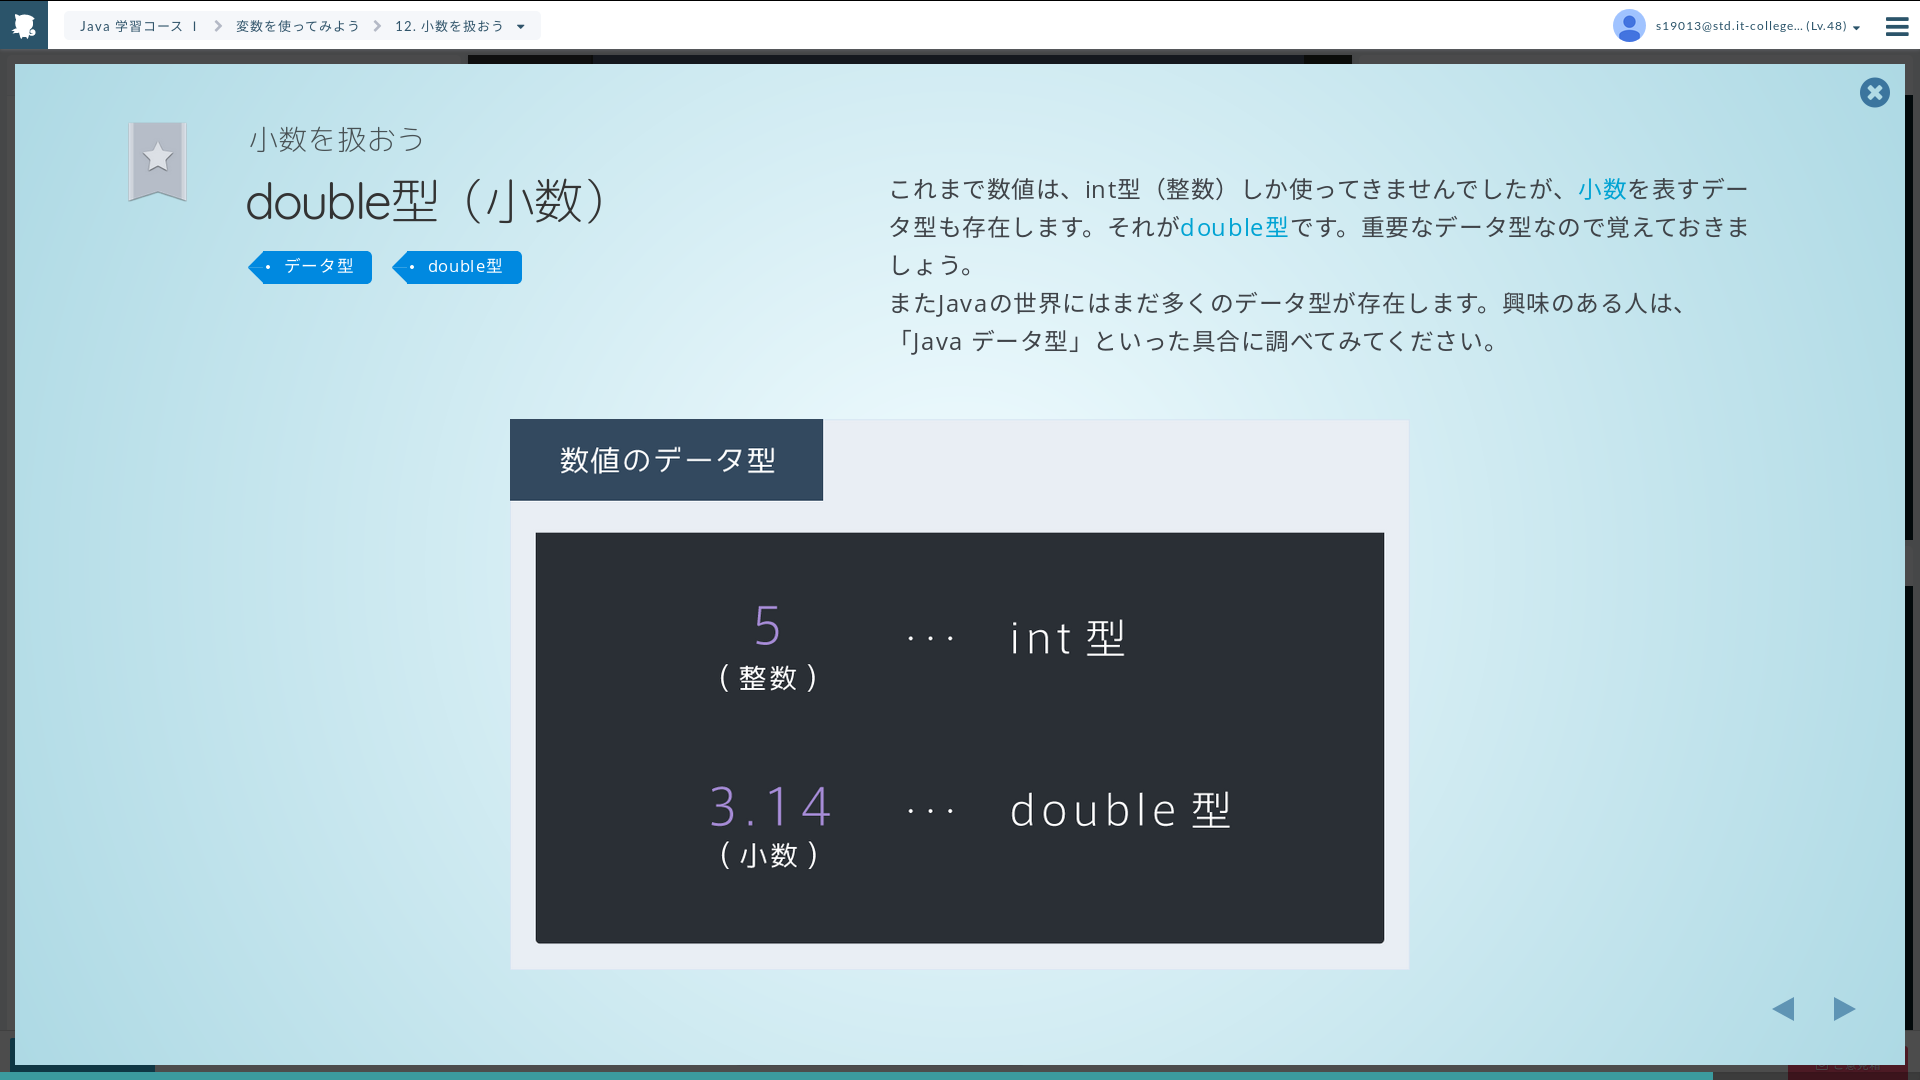 Java 学習コース Ⅰ 変数を使ってみよう 12. 小数を扱おう
s19013@std.it-college... (Lv.48)
小数を扱おう
double型（小数）
データ型 double型
これまで数値は、int型（整数）しか使ってきませんでしたが、小数を表すデー
タ型も存在します。それがdouble型です。重要なデータ型なので覚えておきま
しょう。
またJavaの世界にはまだ多くのデータ型が存在します。興味のある人は、
「Java データ型」といった具合に調べてみてください。
数値のデータ型
5 ··· int 型
( 整数 )
3.14 ··· double 型
( 小数 )